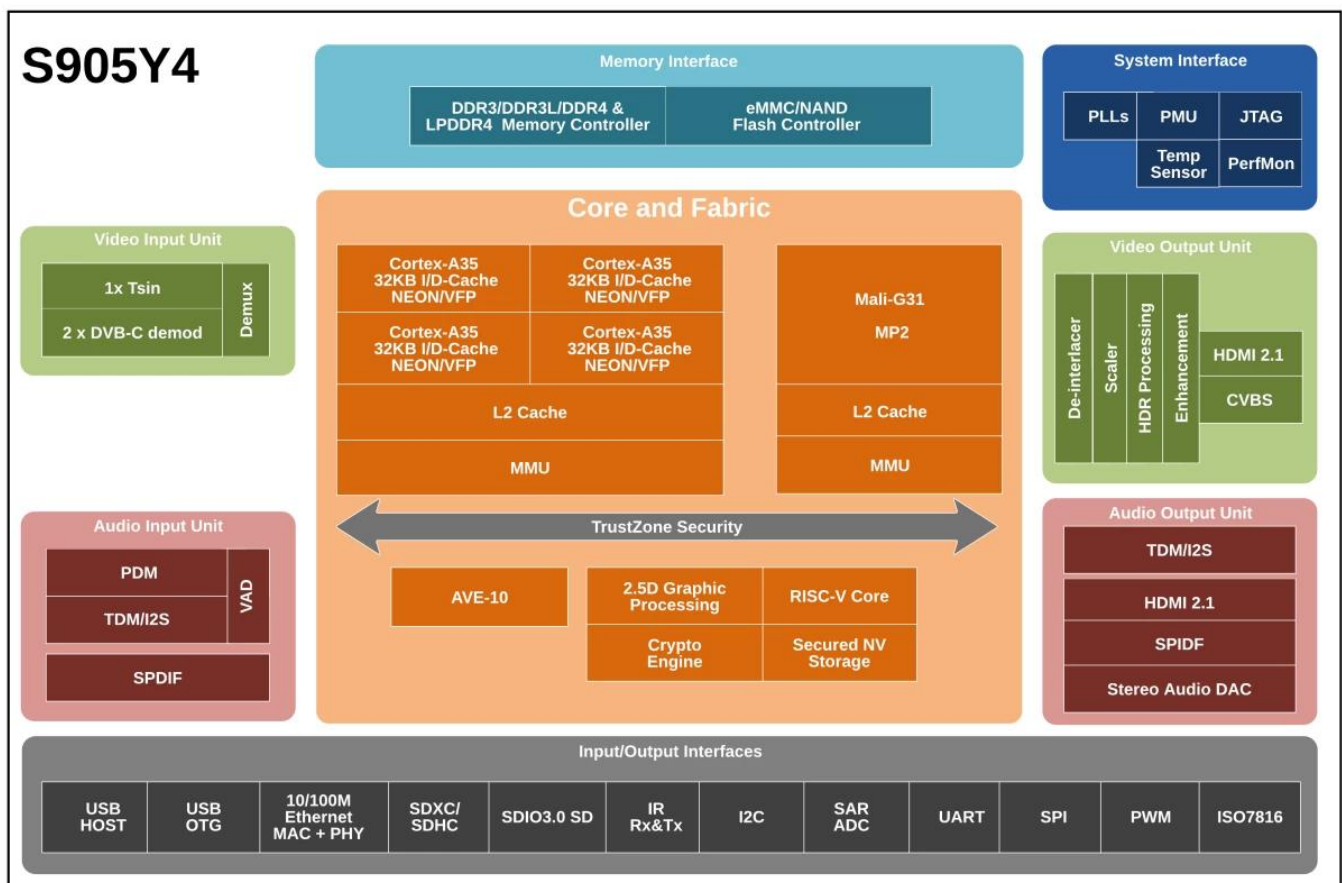 S905Y4
Memory Interface
DDR3/DDR3L/DDR4 &
LPDDR4 Memory Controller
eMMC/NAND
Flash Controller
System Interface
PLLs
PMU
JTAG
Temp
Sensor
PerfMon
Video Input Unit
1x Tsin
2 x DVB-C demod
Demux
Core and Fabric
Cortex-A35
32KB I/D-Cache
NEON/VFP
Cortex-A35
32KB I/D-Cache
NEON/VFP
Cortex-A35
32KB I/D-Cache
NEON/VFP
Cortex-A35
32KB I/D-Cache
NEON/VFP
L2 Cache
MMU
Mali-G31
MP2
L2 Cache
MMU
TrustZone Security
AVE-10
2.5D Graphic
Processing
RISC-V Core
Crypto
Engine
Secured NV
Storage
Video Output Unit
De-interlacer
Scaler
HDR Processing
Enhancement
HDMI 2.1
CVBS
Audio Input Unit
PDM
TDM/I2S
VAD
SPDIF
Audio Output Unit
TDM/I2S
HDMI 2.1
SPIDF
Stereo Audio DAC
Input/Output Interfaces
USB
HOST
USB
OTG
10/100M
Ethernet
MAC + PHY
SDXC/
SDHC
SDIO3.0 SD
IR
Rx&Tx
I2C
SAR
ADC
UART
SPI
PWM
ISO7816